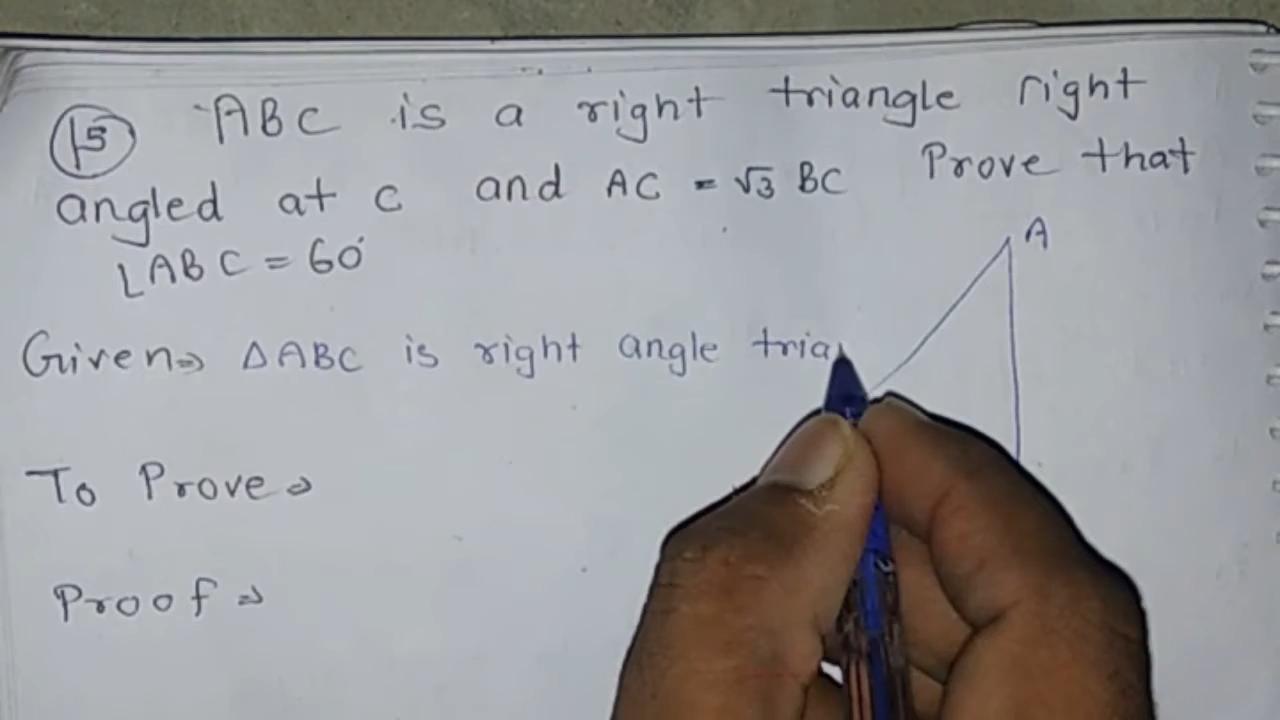 15 ABC is a right triangle right
angled at c and AC = √3 BC Prove that
∠ABC = 60°
A
Given⇒ ΔABC is right angle tria
To Prove⇒
Proof⇒